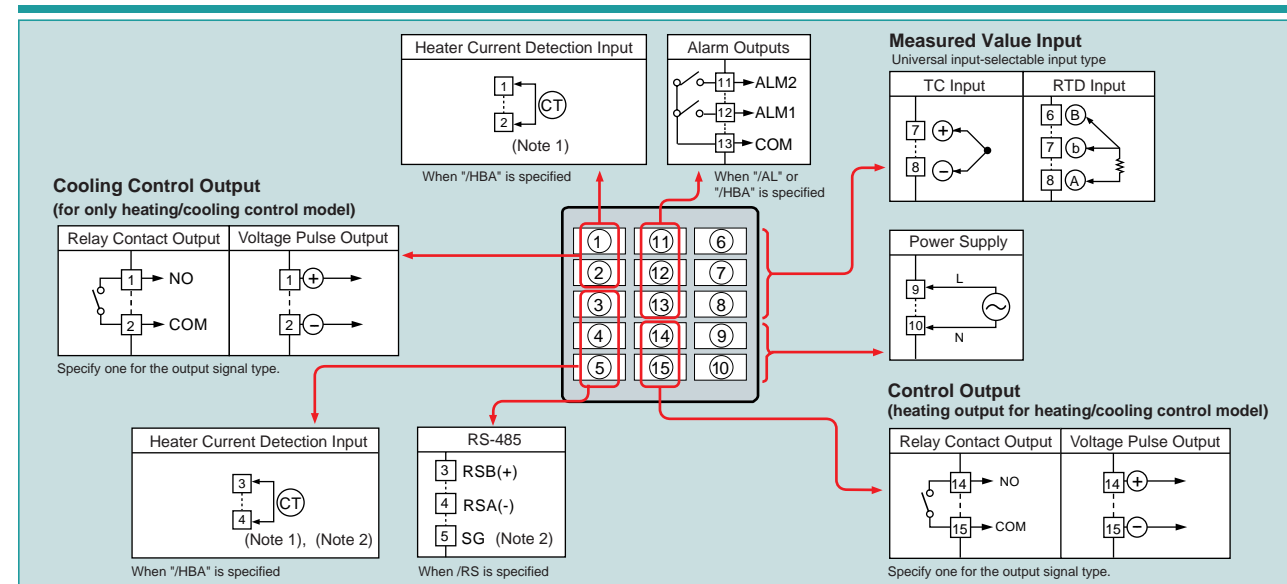 Heater Current Detection Input
1
2
CT
(Note 1)
When "/HBA" is specified
Alarm Outputs
11 ALM2
12 ALM1
13 COM
When "/AL" or
"/HBA" is specified
Measured Value Input
Universal input-selectable input type
TC Input
7 +
8 −
RTD Input
6 B
7 b
8 A
Cooling Control Output
(for only heating/cooling control model)
Relay Contact Output
1 NO
2 COM
Voltage Pulse Output
1 +
2 −
Specify one for the output signal type.
1 11 6
2 12 7
3 13 8
4 14 9
5 15 10
Power Supply
9 L
10 N
Control Output
(heating output for heating/cooling control model)
Relay Contact Output
14 NO
15 COM
Voltage Pulse Output
14 +
15 −
Specify one for the output signal type.
Heater Current Detection Input
3
4
CT
(Note 1), (Note 2)
When "/HBA" is specified
RS-485
3 RSB(+)
4 RSA(-)
5 SG (Note 2)
When /RS is specified